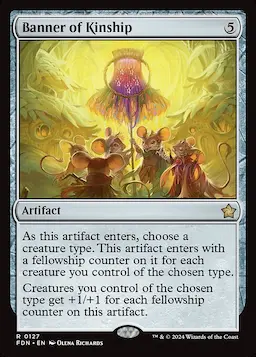 Banner of Kinship 5
Artifact
As this artifact enters, choose a
creature type. This artifact enters with
a fellowship counter on it for each
creature you control of the chosen type.
Creatures you control of the chosen
type get +1/+1 for each fellowship
counter on this artifact.
R 0127
FDN • EN Olena Richards
™ & © 2024 Wizards of the Coast